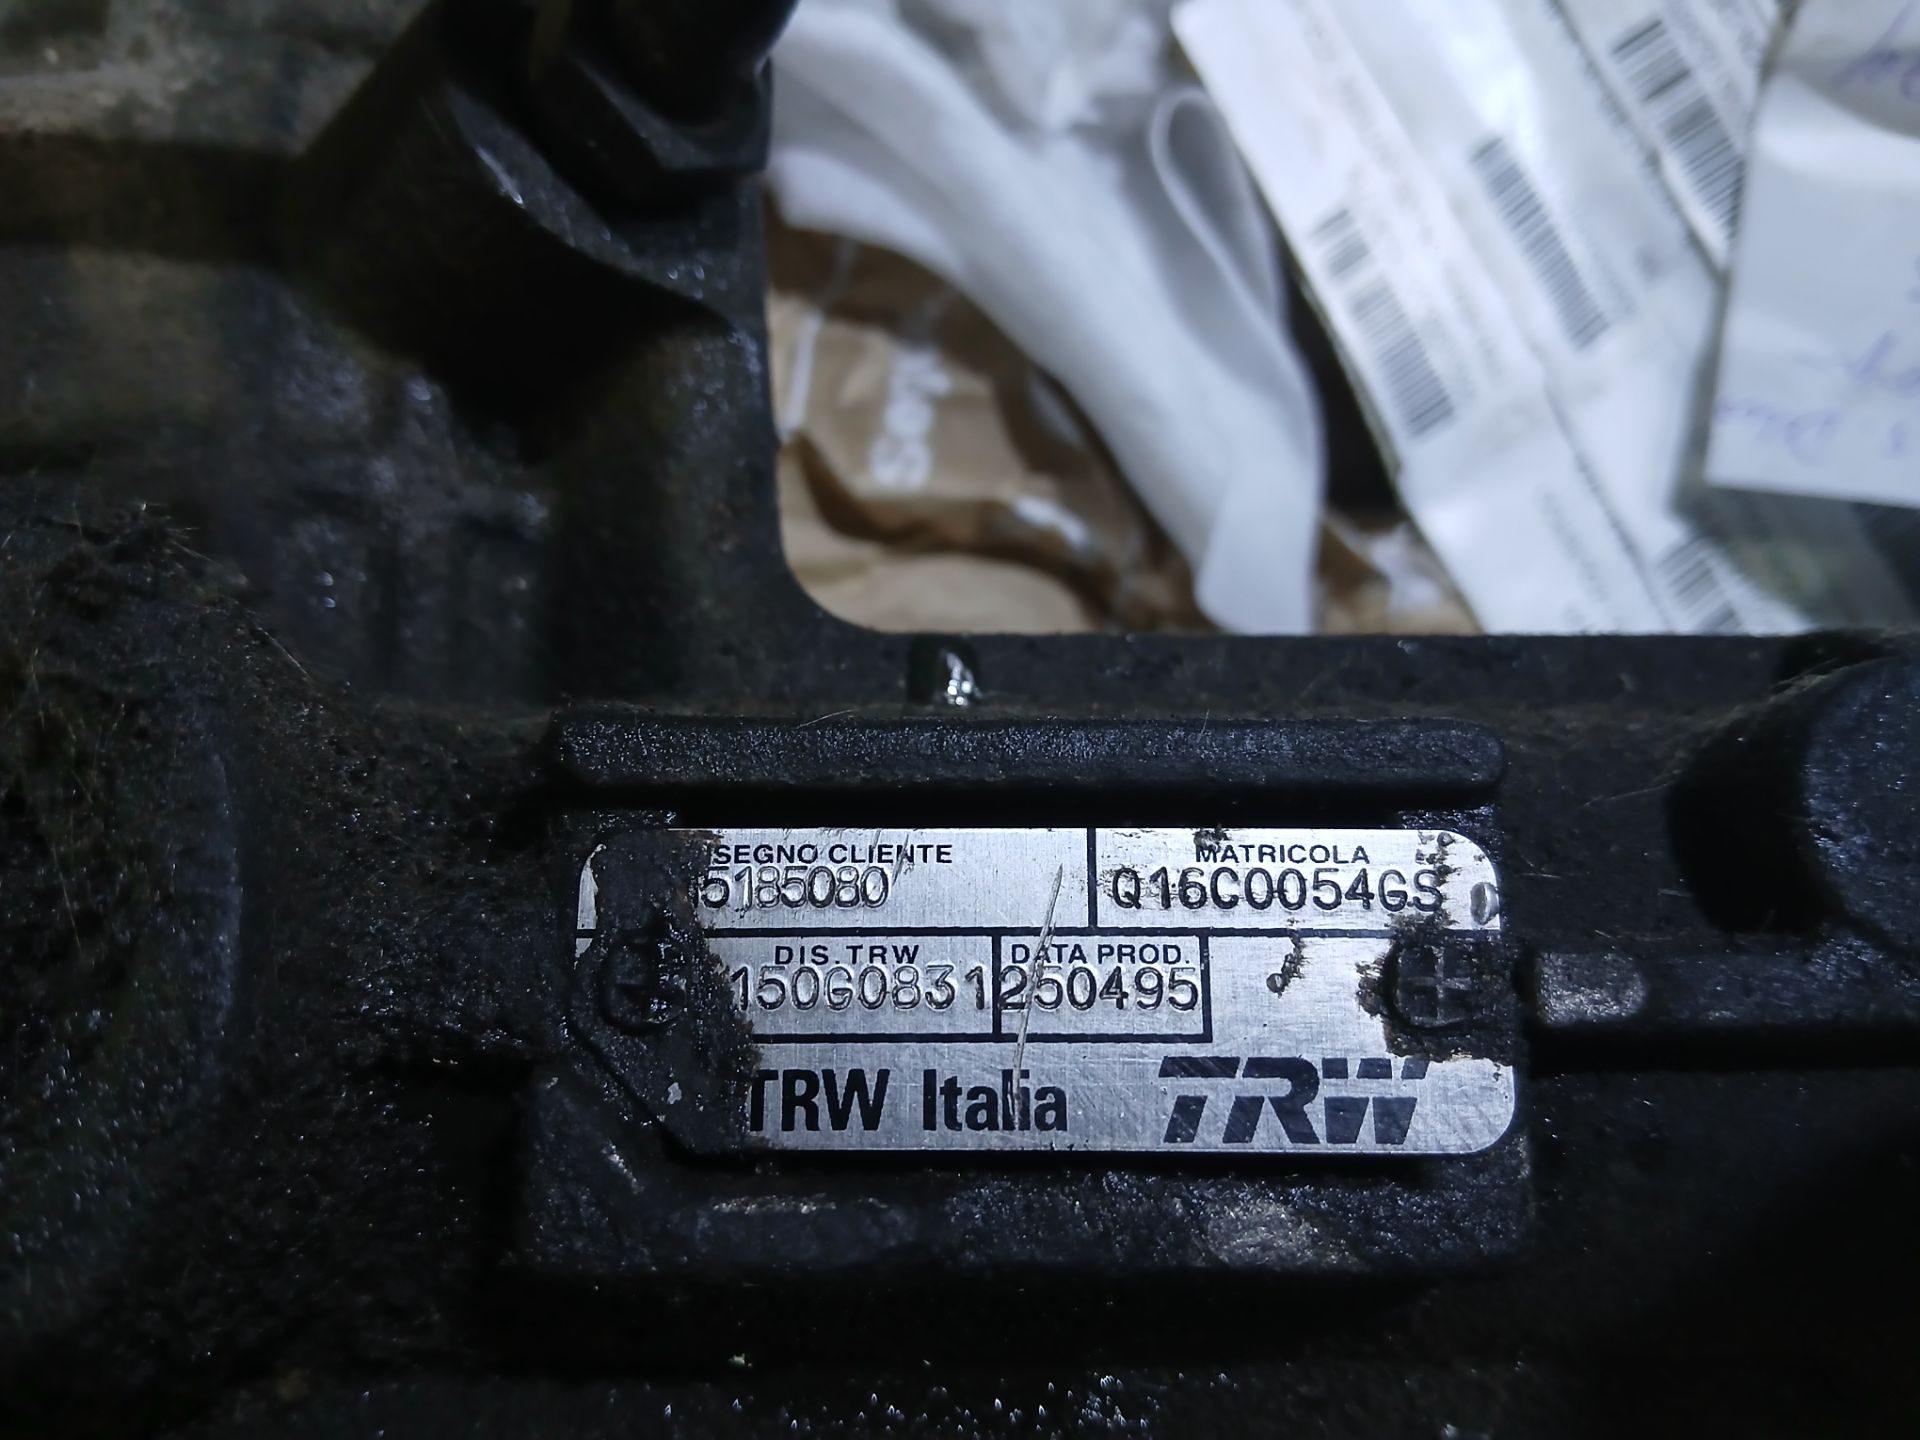 SEGNO CLIENTE
5185080
MATRICOLA
Q16C0054GS
DIS. TRW
150G0831
DATA PROD.
250495
TRW Italia
TRW